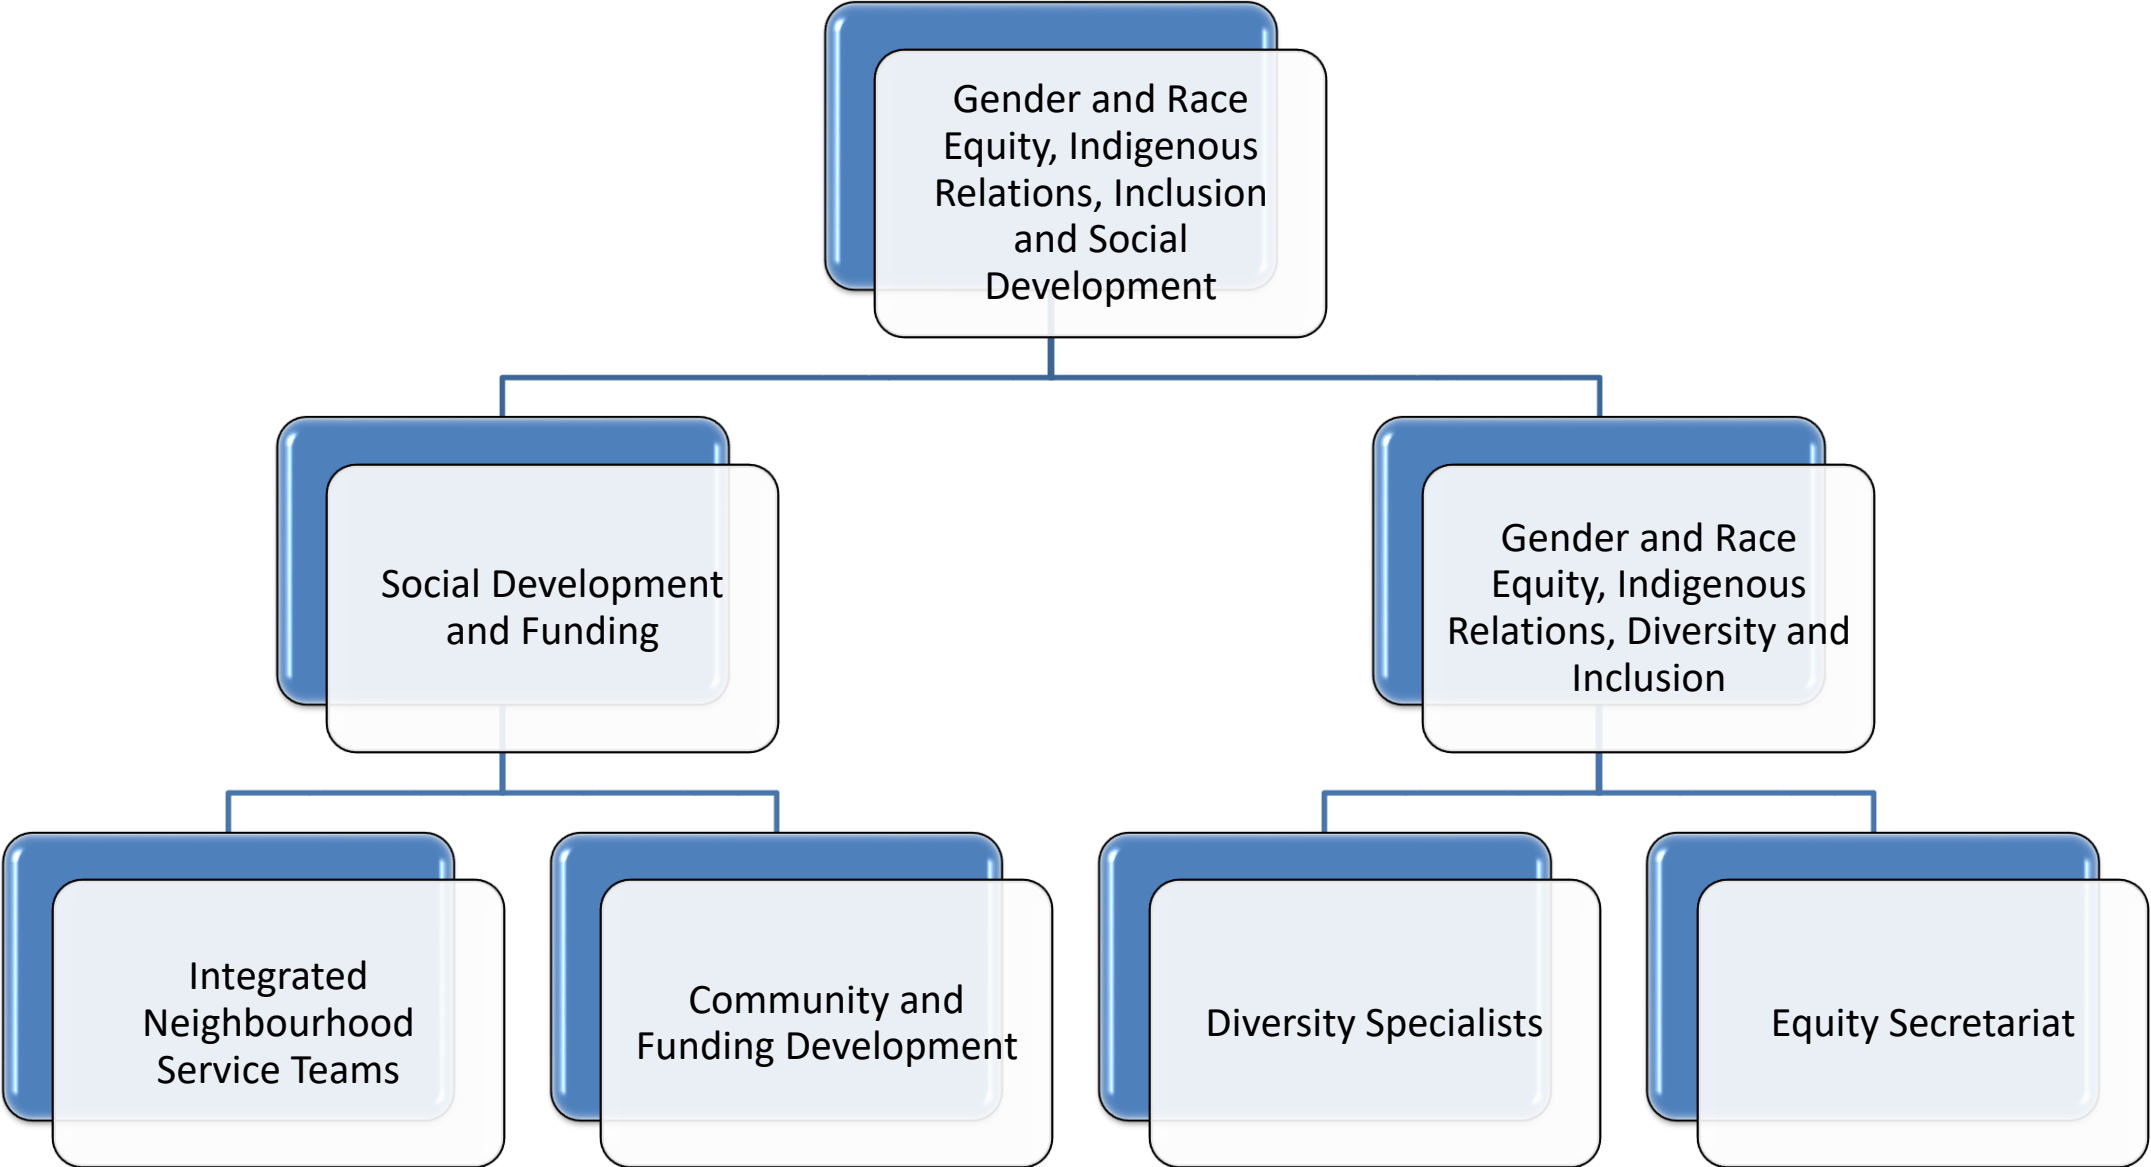 Gender and Race
Equity, Indigenous
Relations, Inclusion
and Social
Development
Social Development
and Funding
Gender and Race
Equity, Indigenous
Relations, Diversity and
Inclusion
Integrated
Neighbourhood
Service Teams
Community and
Funding Development
Diversity Specialists
Equity Secretariat